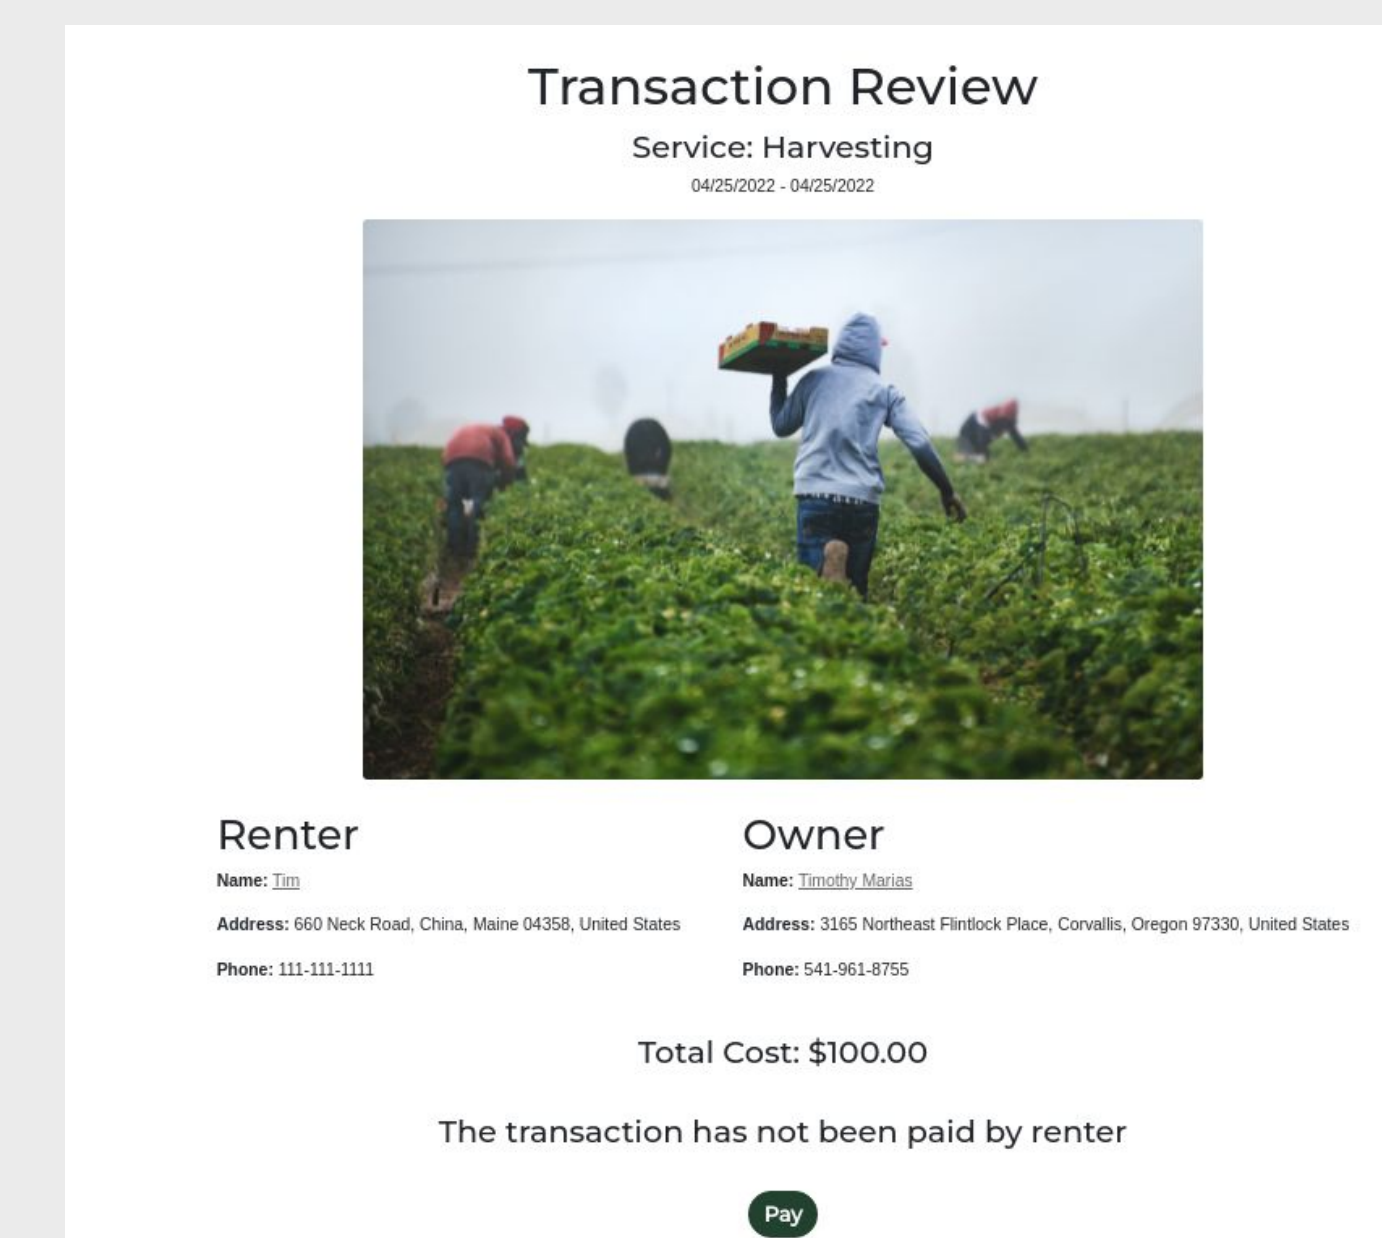 Transaction Review
Service: Harvesting
04/25/2022 - 04/25/2022
Renter
Name: Tim
Address: 660 Neck Road, China, Maine 04358, United States
Phone: 111-111-1111
Owner
Name: Timothy Marias
Address: 3165 Northeast Flintlock Place, Corvallis, Oregon 97330, United States
Phone: 541-961-8755
Total Cost: $100.00
The transaction has not been paid by renter
Pay